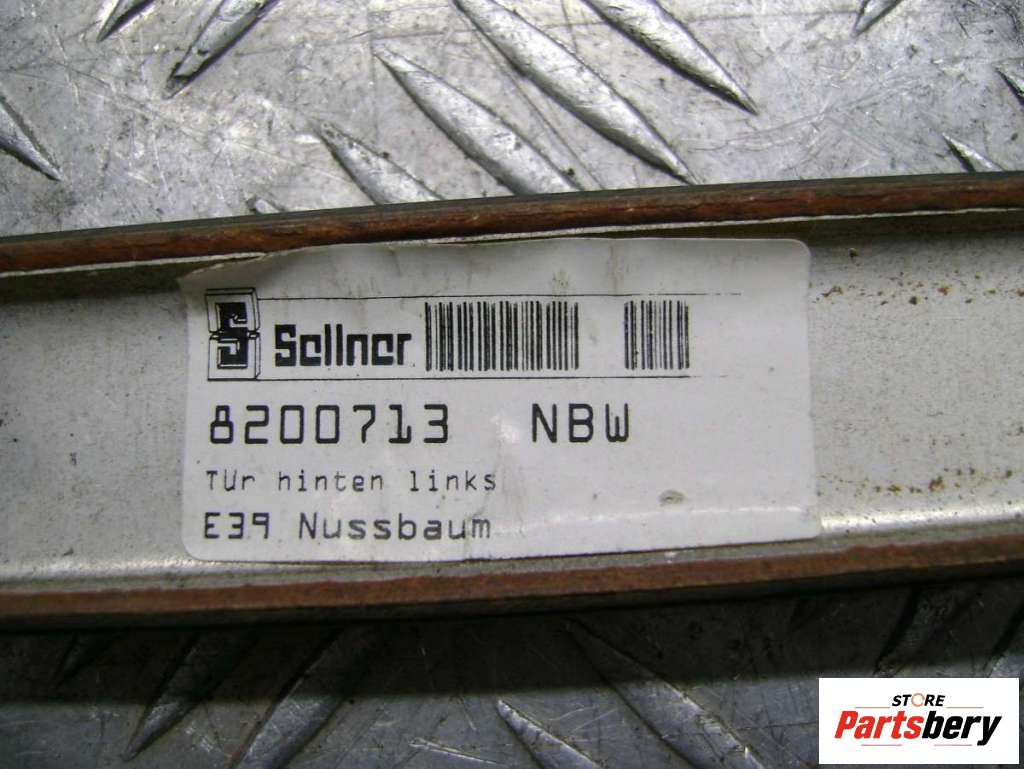 Sellner
8200713 NBW
TÜr hinten links
E39 Nussbaum
STORE
Partsbery